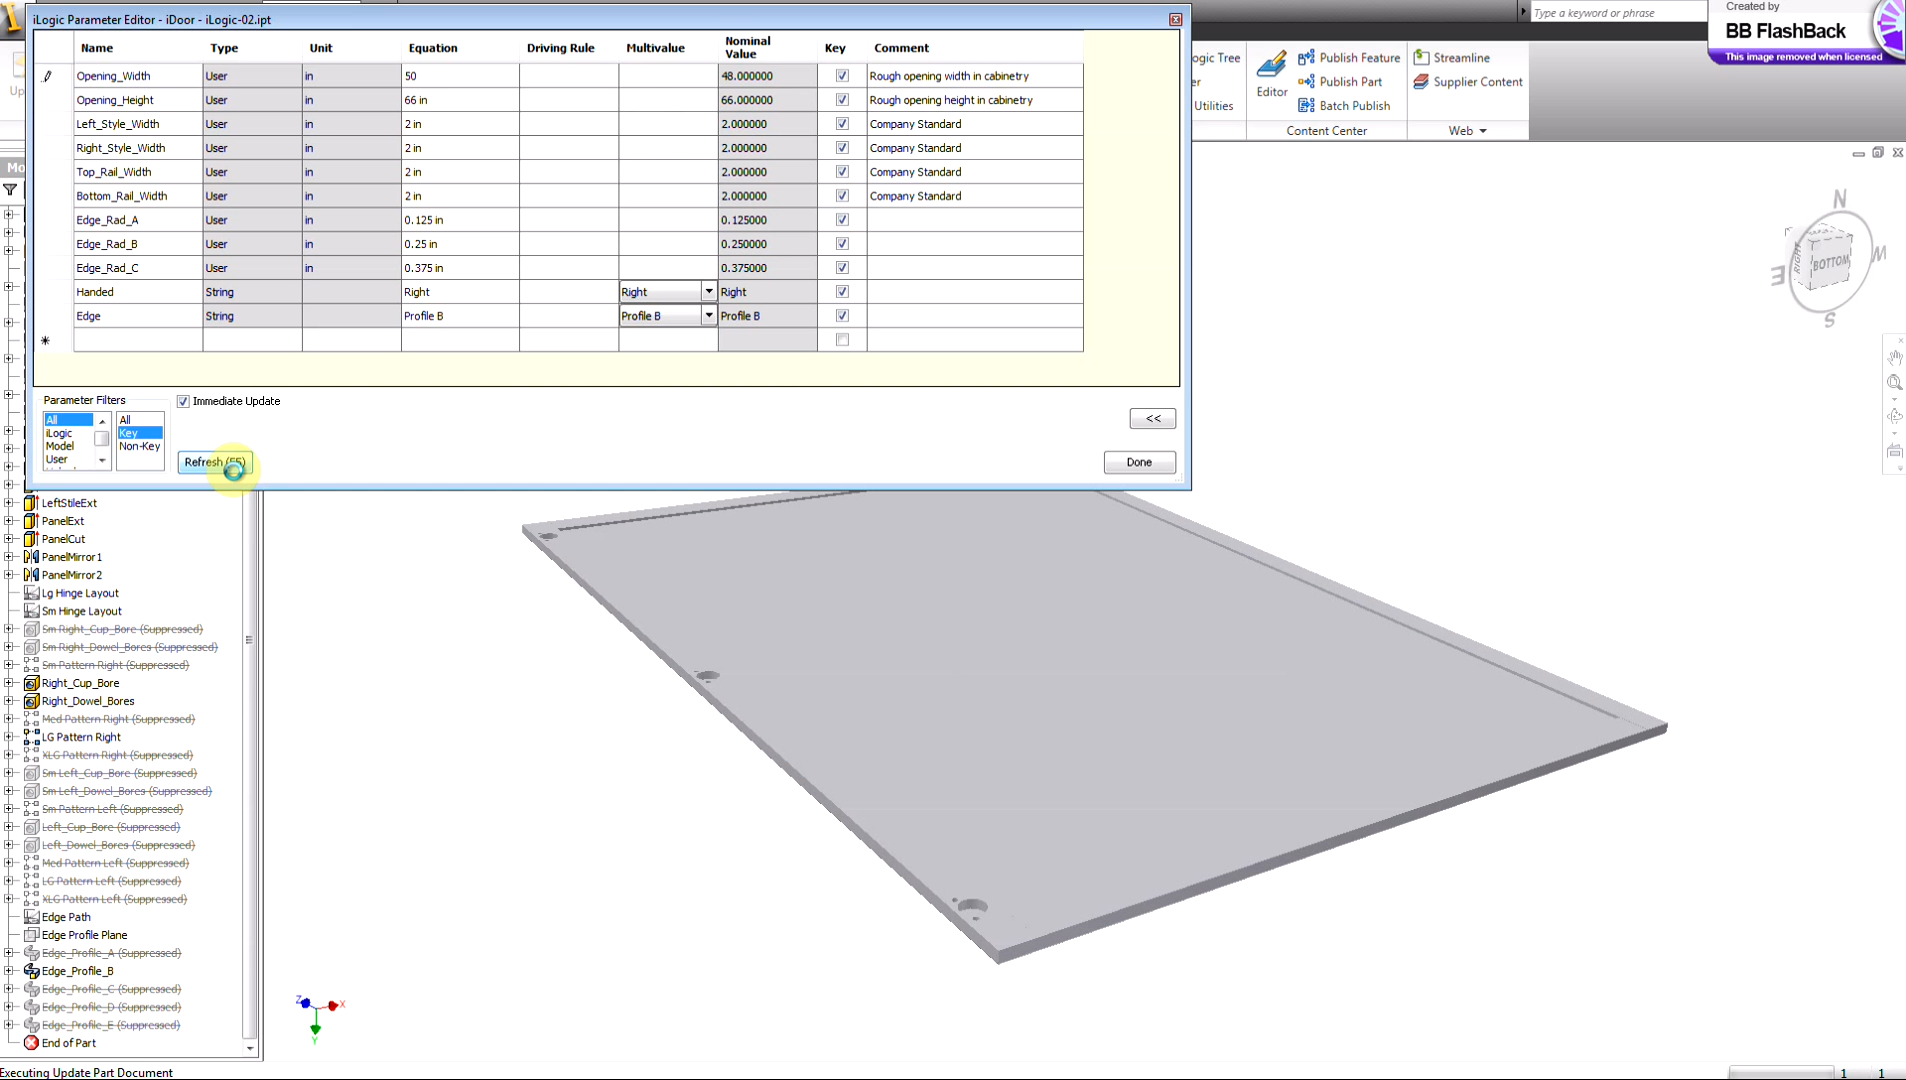 iLogic Parameter Editor - iDoor - iLogic-02.ipt
Type a keyword or phrase
Created by
BB FlashBack
This image removed when licensed
ogic Tree
er
Utilities
Editor
Publish Feature
Publish Part
Batch Publish
Content Center
Streamline
Supplier Content
Web
Name Type Unit Equation Driving Rule Multivalue Nominal Value Key Comment
Opening_Width User in 50 48.000000 Rough opening width in cabinetry
Opening_Height User in 66 in 66.000000 Rough opening height in cabinetry
Left_Style_Width User in 2 in 2.000000 Company Standard
Right_Style_Width User in 2 in 2.000000 Company Standard
Top_Rail_Width User in 2 in 2.000000 Company Standard
Bottom_Rail_Width User in 2 in 2.000000 Company Standard
Edge_Rad_A User in 0.125 in 0.125000
Edge_Rad_B User in 0.25 in 0.250000
Edge_Rad_C User in 0.375 in 0.375000
Handed String Right Right Right
Edge String Profile B Profile B Profile B
Parameter Filters
All
iLogic
Model
User
All
Key
Non-Key
Immediate Update
Refresh (F5)
<<
Done
Up
Mo
LeftStileExt
PanelExt
PanelCut
PanelMirror1
PanelMirror2
Lg Hinge Layout
Sm Hinge Layout
Sm Right_Cup_Bore (Suppressed)
Sm Right_Dowel_Bores (Suppressed)
Sm Pattern Right (Suppressed)
Right_Cup_Bore
Right_Dowel_Bores
Med Pattern Right (Suppressed)
LG Pattern Right
XLG Pattern Right (Suppressed)
Sm Left_Cup_Bore (Suppressed)
Sm Left_Dowel_Bores (Suppressed)
Sm Pattern Left (Suppressed)
Left_Cup_Bore (Suppressed)
Left_Dowel_Bores (Suppressed)
Med Pattern Left (Suppressed)
LG Pattern Left (Suppressed)
XLG Pattern Left (Suppressed)
Edge Path
Edge Profile Plane
Edge_Profile_A (Suppressed)
Edge_Profile_B
Edge_Profile_C (Suppressed)
Edge_Profile_D (Suppressed)
Edge_Profile_E (Suppressed)
End of Part
N
W
S
E
RIGHT
BOTTOM
Z
X
Y
Executing Update Part Document
1 1